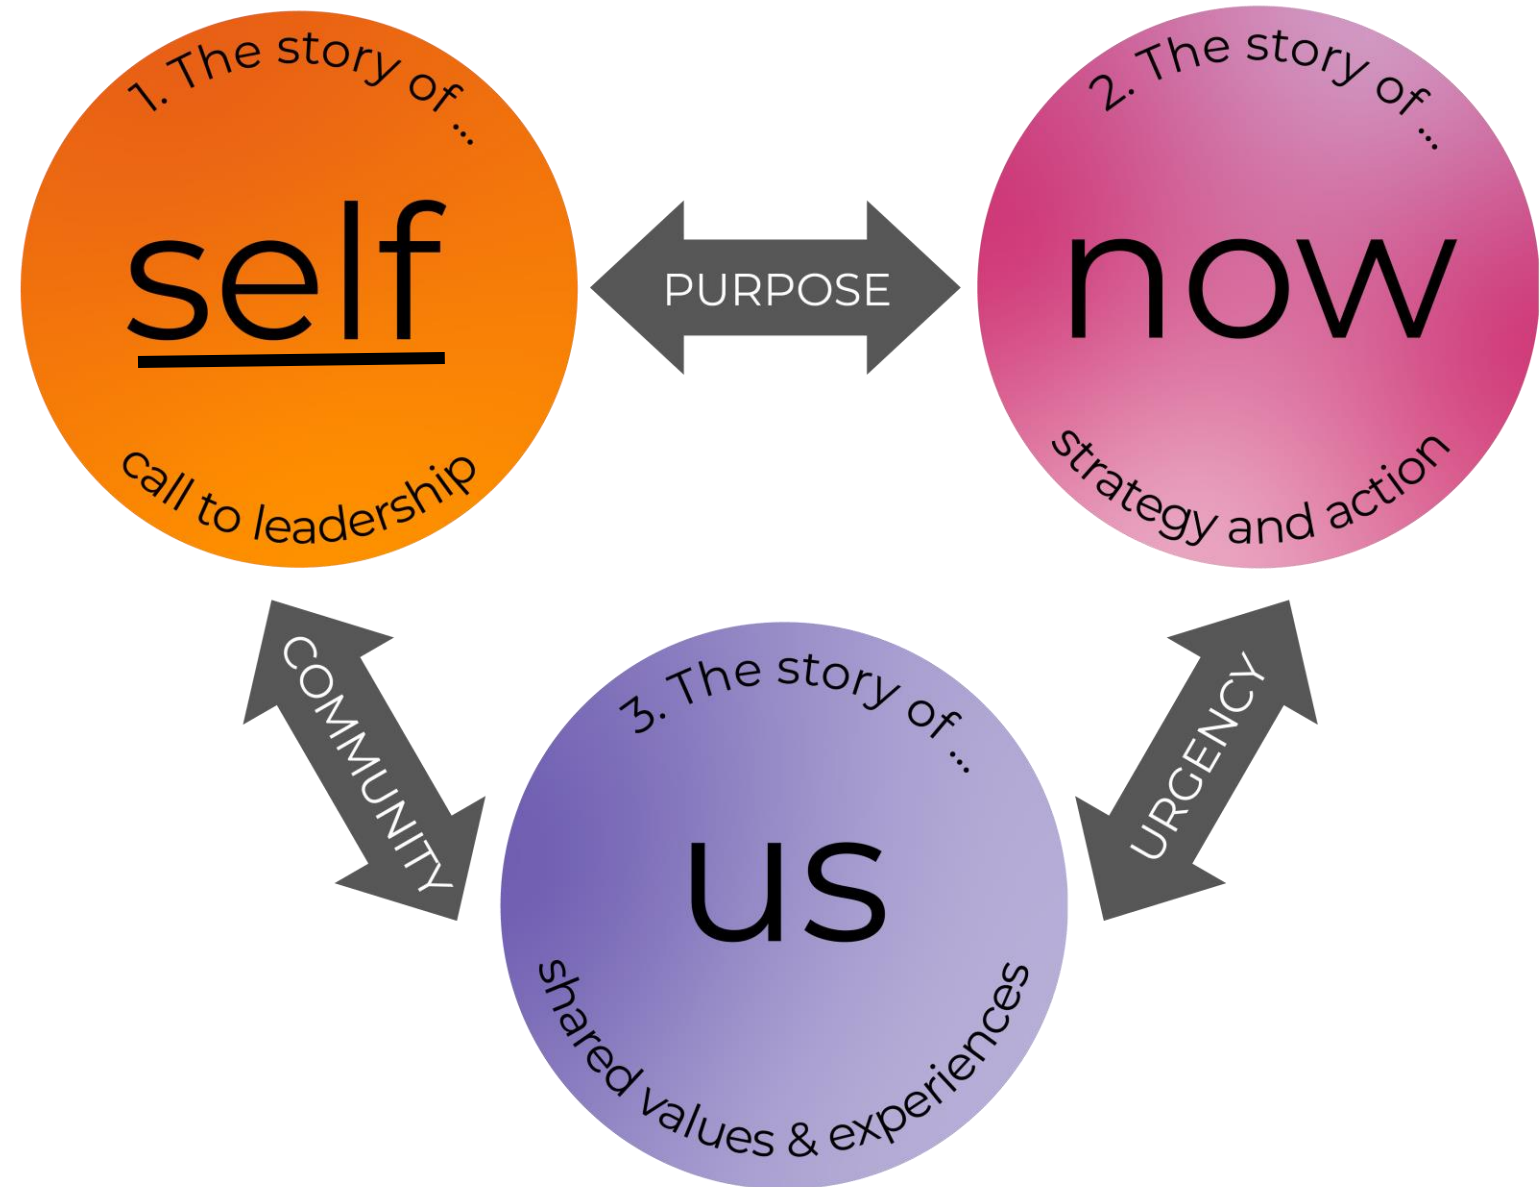 1. The story of ...
self
call to leadership
PURPOSE
2. The story of ...
now
strategy and action
COMMUNITY
URGENCY
3. The story of ...
us
shared values & experiences